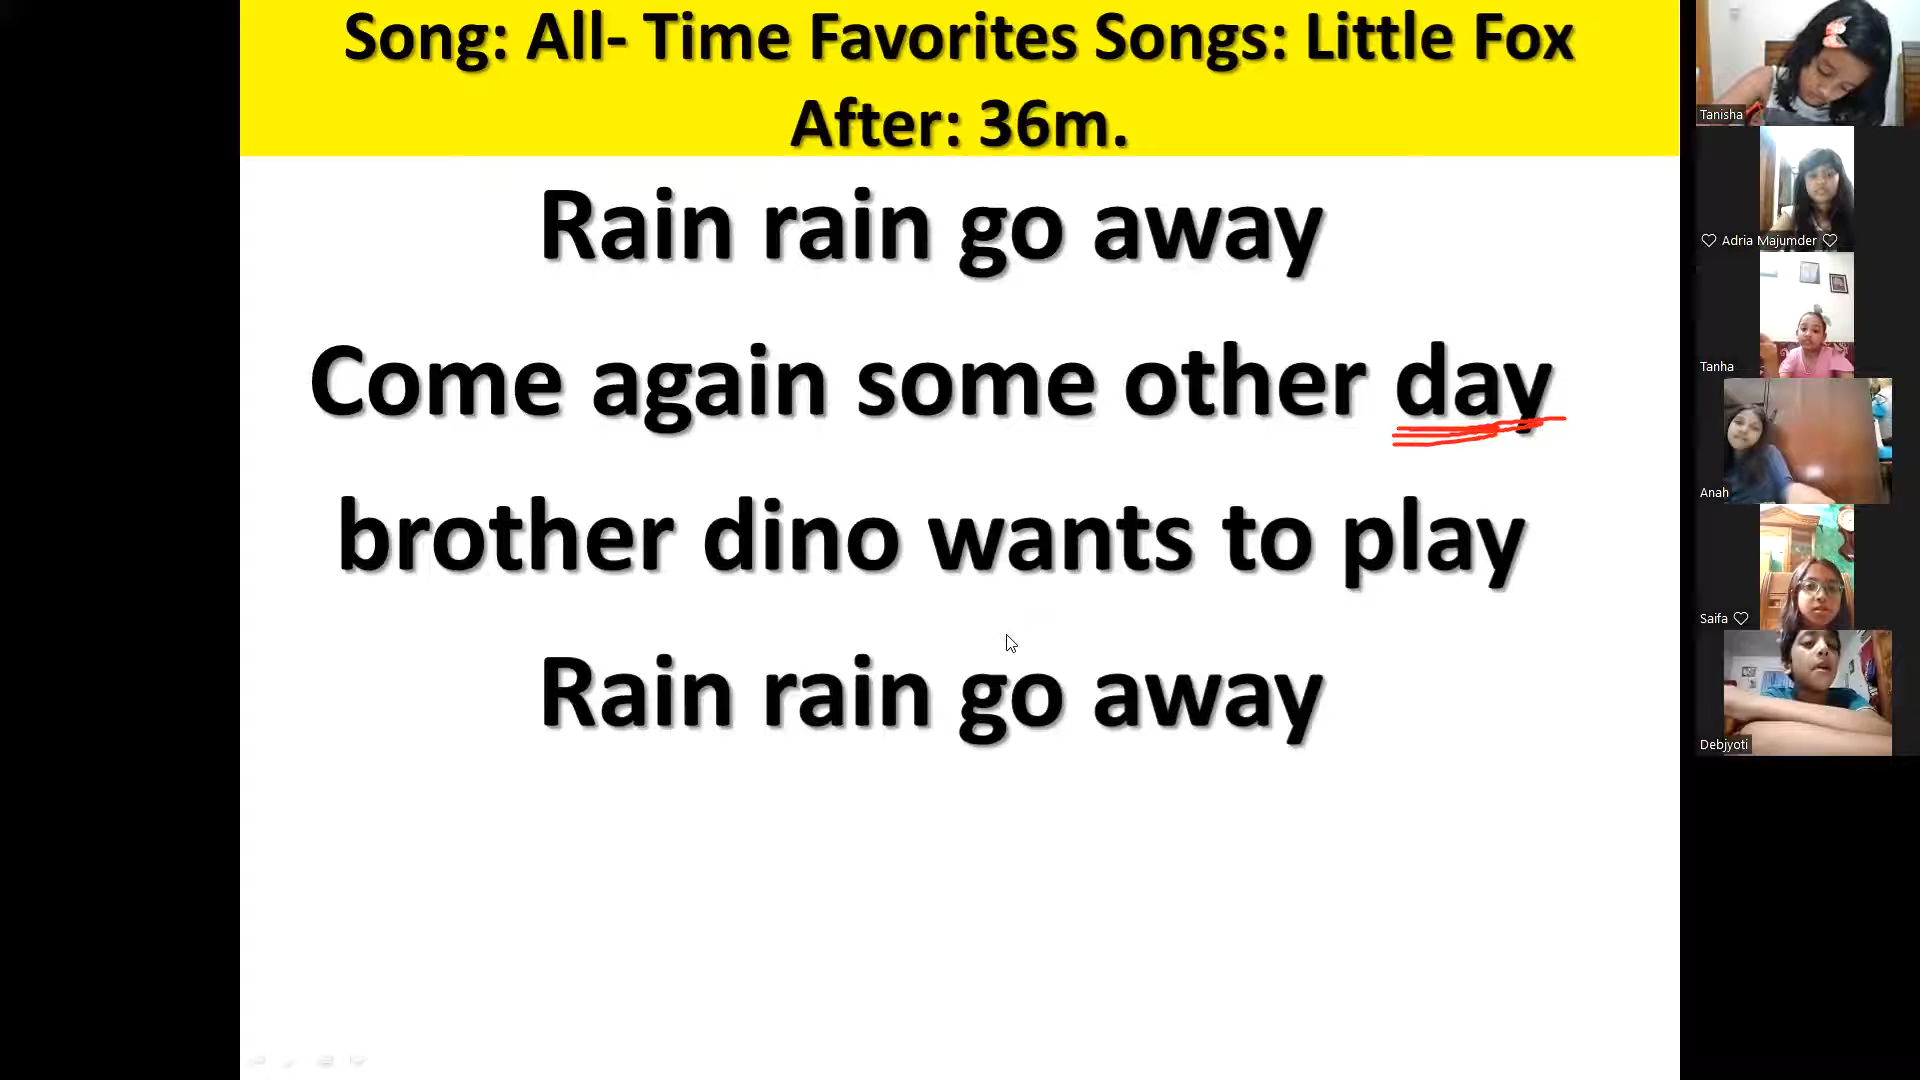 Song: All- Time Favorites Songs: Little Fox
After: 36m.
Rain rain go away
Come again some other day
brother dino wants to play
Rain rain go away
Tanisha
♡ Adria Majumder ♡
Tanha
Anah
Saifa ♡
Debjyoti